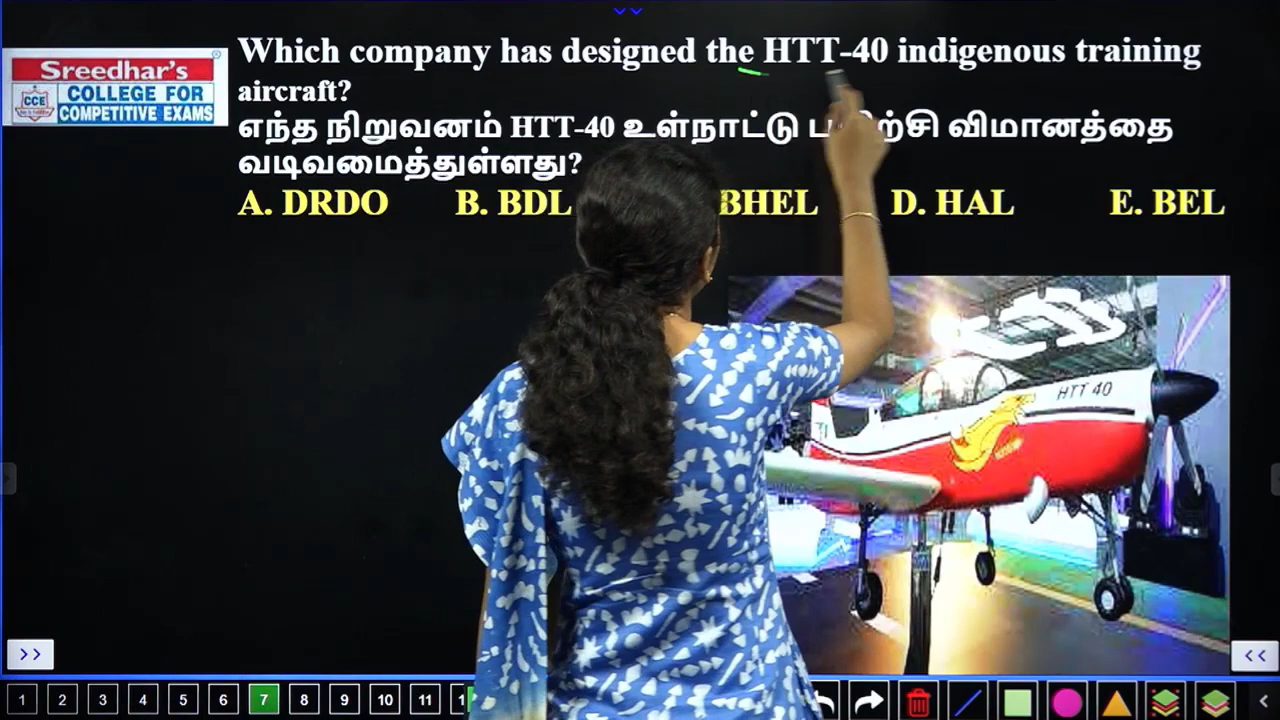 Sreedhar's
CCE
COLLEGE FOR
COMPETITIVE EXAMS
Which company has designed the HTT-40 indigenous training
aircraft?
எந்த நிறுவனம் HTT-40 உள்நாட்டு விமானத்தை
வடிவமைத்துள்ளது?
A. DRDO B. BDL BHEL D. HAL E. BEL
HTT 40
>> <<
1 2 3 4 5 6 7 8 9 10 11